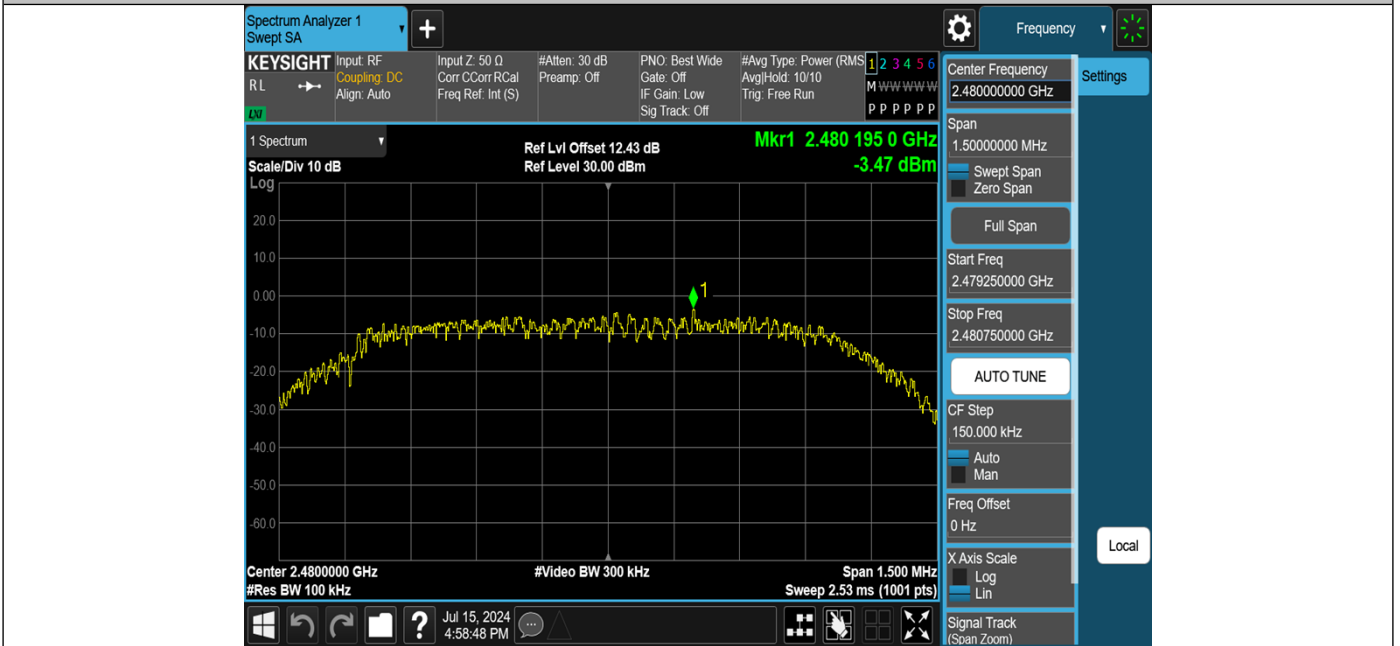 Spectrum Analyzer 1
Swept SA
+
Frequency
KEYSIGHT
RL
LXI
Input: RF
Coupling: DC
Align: Auto
Input Z: 50 Ω
Corr CCorr RCal
Freq Ref: Int (S)
#Atten: 30 dB
Preamp: Off
PNO: Best Wide
Gate: Off
IF Gain: Low
Sig Track: Off
#Avg Type: Power (RMS
Avg|Hold: 10/10
Trig: Free Run
1 2 3 4 5 6
M W W W W W
P P P P P P
1 Spectrum
Scale/Div 10 dB
Log
Ref Lvl Offset 12.43 dB
Ref Level 30.00 dBm
Mkr1 2.480 195 0 GHz
-3.47 dBm
20.0
10.0
0.00
-10.0
-20.0
-30.0
-40.0
-50.0
-60.0
1
Center 2.4800000 GHz
#Res BW 100 kHz
#Video BW 300 kHz
Span 1.500 MHz
Sweep 2.53 ms (1001 pts)
?
Jul 15, 2024
4:58:48 PM
Center Frequency
2.480000000 GHz
Settings
Span
1.50000000 MHz
Swept Span
Zero Span
Full Span
Start Freq
2.479250000 GHz
Stop Freq
2.480750000 GHz
AUTO TUNE
CF Step
150.000 kHz
Auto
Man
Freq Offset
0 Hz
X Axis Scale
Log
Lin
Local
Signal Track
(Span Zoom)